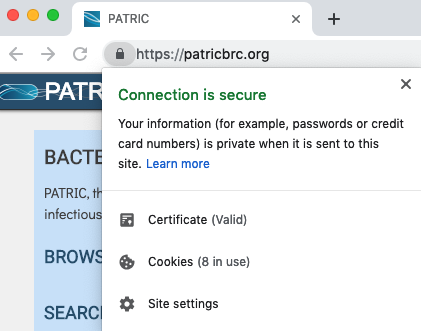 PATRIC
https://patricbrc.org
PATR
Connection is secure
Your information (for example, passwords or credit
card numbers) is private when it is sent to this
site. Learn more
BACTE
PATRIC, th
infectious
Certificate (Valid)
BROWS
Cookies (8 in use)
Site settings
SEARC